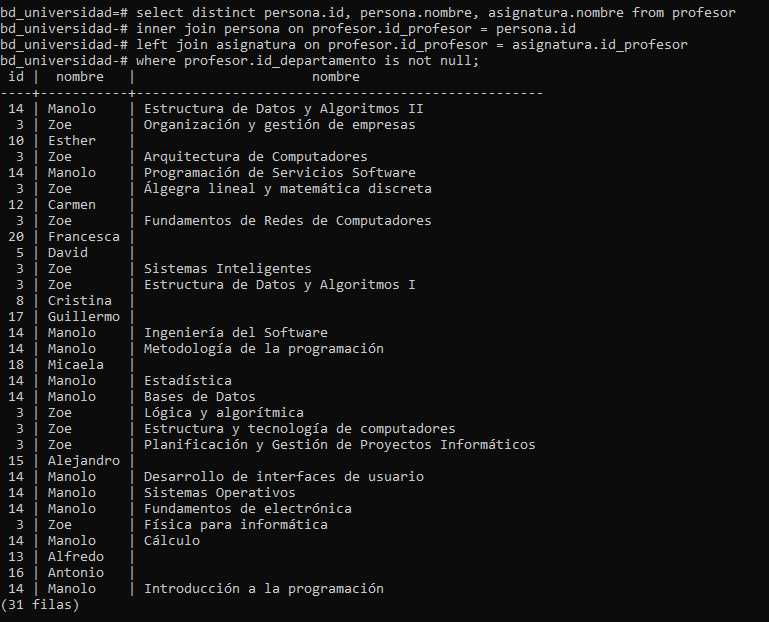 bd_universidad=# select distinct persona.id, persona.nombre, asignatura.nombre from profesor
bd_universidad-# inner join persona on profesor.id_profesor = persona.id
bd_universidad-# left join asignatura on profesor.id_profesor = asignatura.id_profesor
bd_universidad-# where profesor.id_departamento is not null;
 id |  nombre   |                      nombre
----+-----------+---------------------------------------------------
 14 | Manolo    | Estructura de Datos y Algoritmos II
  3 | Zoe       | Organización y gestión de empresas
 10 | Esther    |
  3 | Zoe       | Arquitectura de Computadores
 14 | Manolo    | Programación de Servicios Software
  3 | Zoe       | Álgegra lineal y matemática discreta
 12 | Carmen    |
  3 | Zoe       | Fundamentos de Redes de Computadores
 20 | Francesca |
  5 | David     |
  3 | Zoe       | Sistemas Inteligentes
  3 | Zoe       | Estructura de Datos y Algoritmos I
  8 | Cristina  |
 17 | Guillermo |
 14 | Manolo    | Ingeniería del Software
 14 | Manolo    | Metodología de la programación
 18 | Micaela   |
 14 | Manolo    | Estadística
 14 | Manolo    | Bases de Datos
  3 | Zoe       | Lógica y algorítmica
  3 | Zoe       | Estructura y tecnología de computadores
  3 | Zoe       | Planificación y Gestión de Proyectos Informáticos
 15 | Alejandro |
 14 | Manolo    | Desarrollo de interfaces de usuario
 14 | Manolo    | Sistemas Operativos
 14 | Manolo    | Fundamentos de electrónica
  3 | Zoe       | Física para informática
 14 | Manolo    | Cálculo
 13 | Alfredo   |
 16 | Antonio   |
 14 | Manolo    | Introducción a la programación
(31 filas)